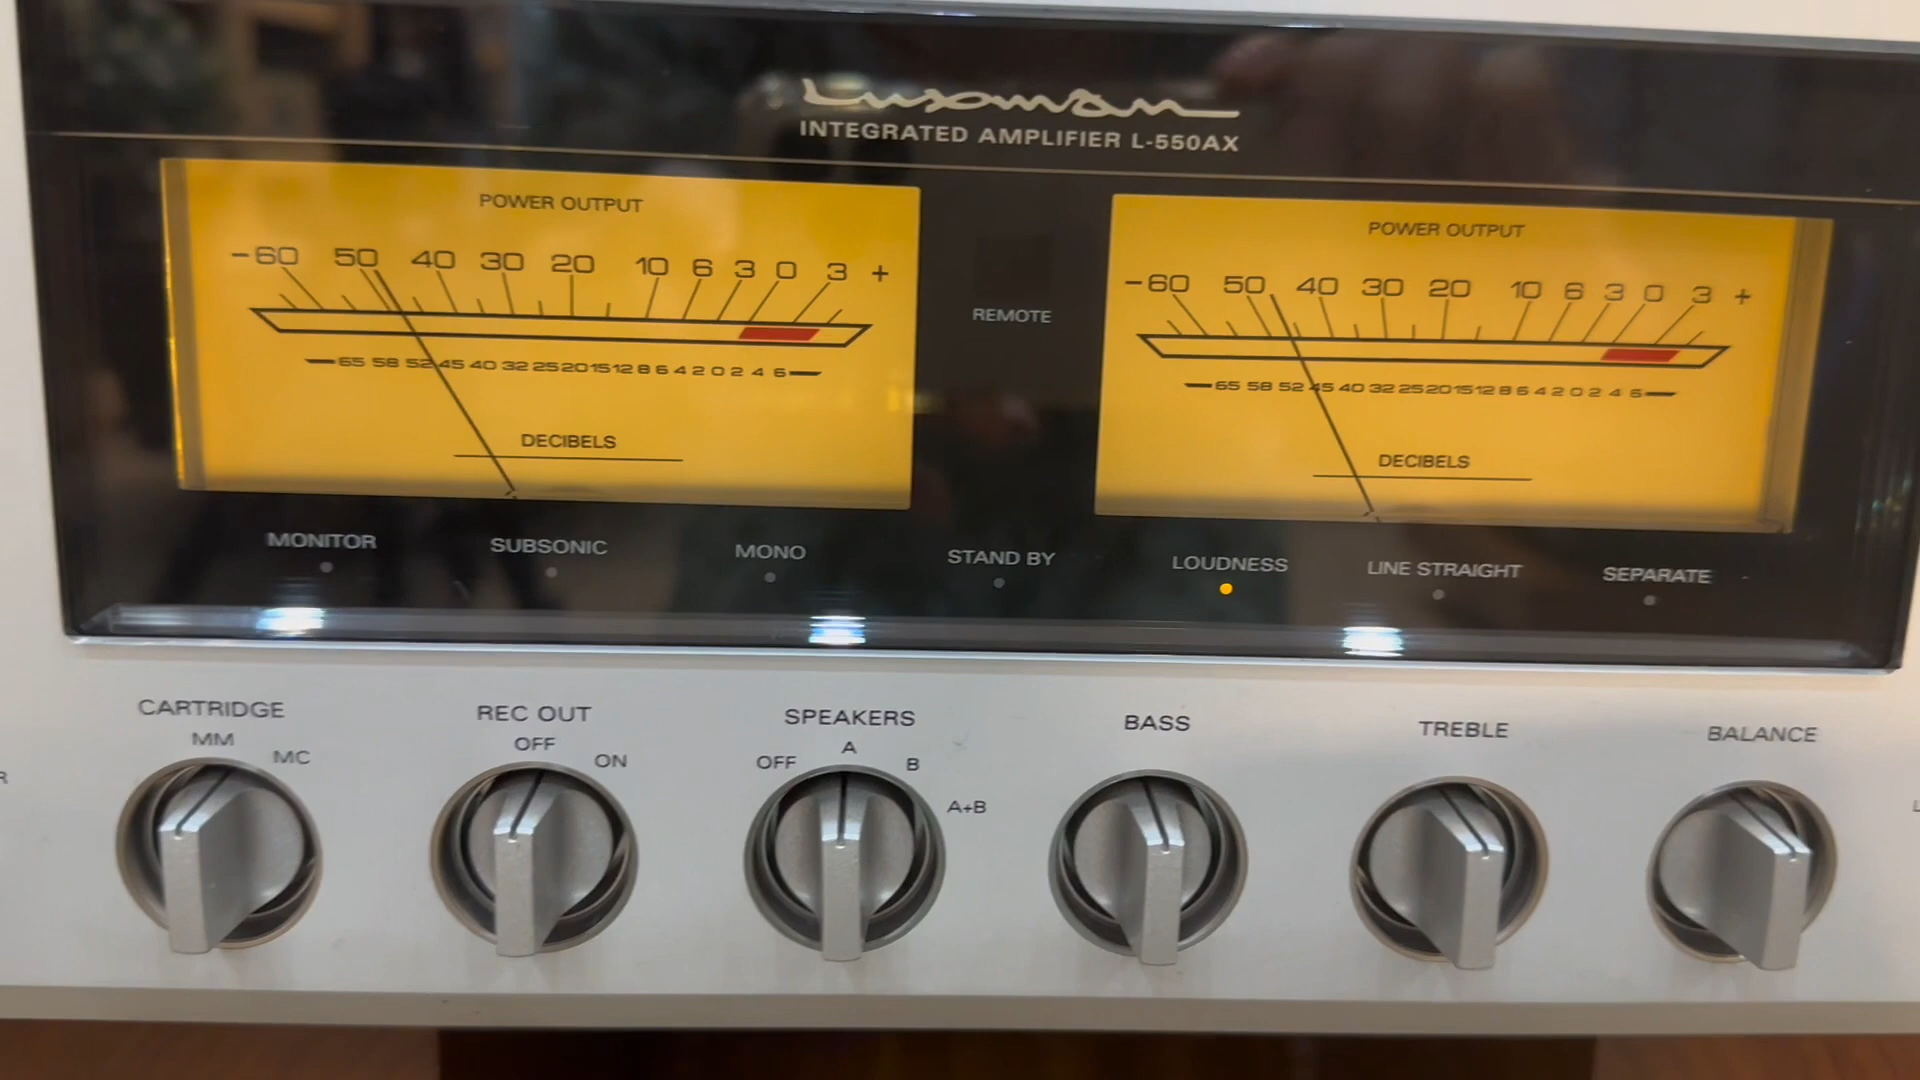 LUXMAN
INTEGRATED AMPLIFIER L-550AX
POWER OUTPUT
-60 50 40 30 20 10 6 3 0 3 +
65 58 52 45 40 32 25 20 15 12 8 6 4 2 0 2 4 6
DECIBELS
REMOTE
POWER OUTPUT
-60 50 40 30 20 10 6 3 0 3 +
65 58 52 45 40 32 25 20 15 12 8 6 4 2 0 2 4 6
DECIBELS
MONITOR SUBSONIC MONO STAND BY LOUDNESS LINE STRAIGHT SEPARATE
CARTRIDGE
MM MC
REC OUT
OFF ON
SPEAKERS
OFF A B A+B
BASS
TREBLE
BALANCE